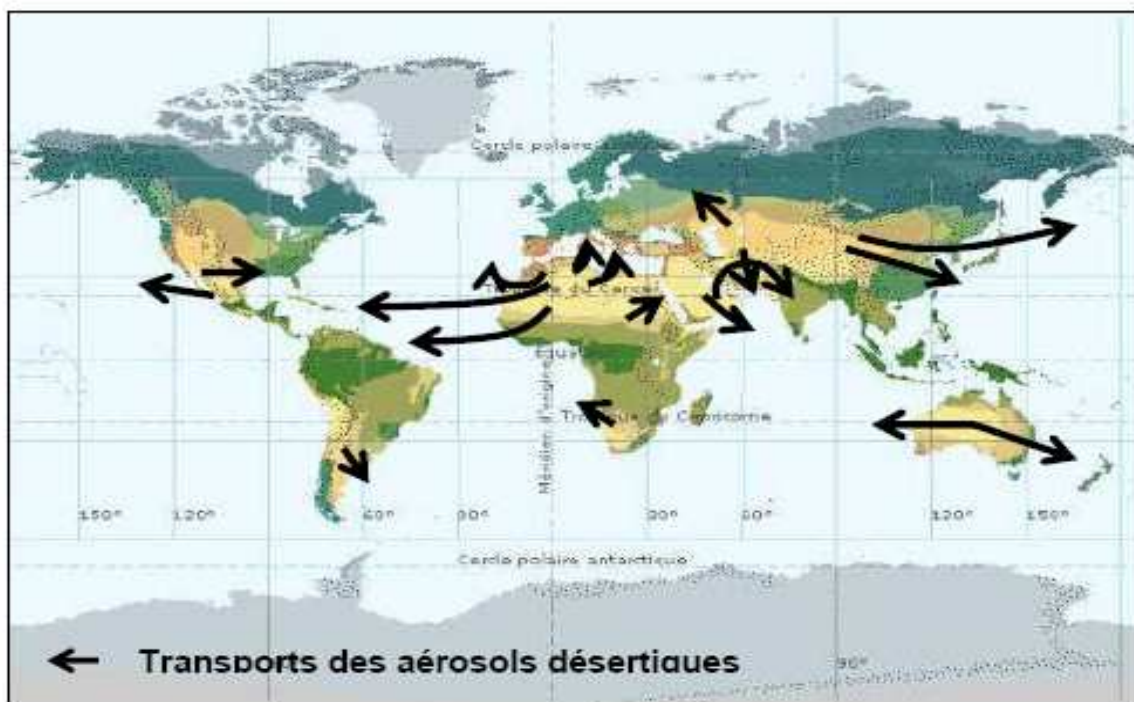 Cercle polaire
du Cancer
Equateur
Méridien d'origine
Tropique du Capricorne
150° 120° 60° 30° 30° 60° 120° 150°
Cercle polaire antarctique
90°
Transports des aérosols désertiques